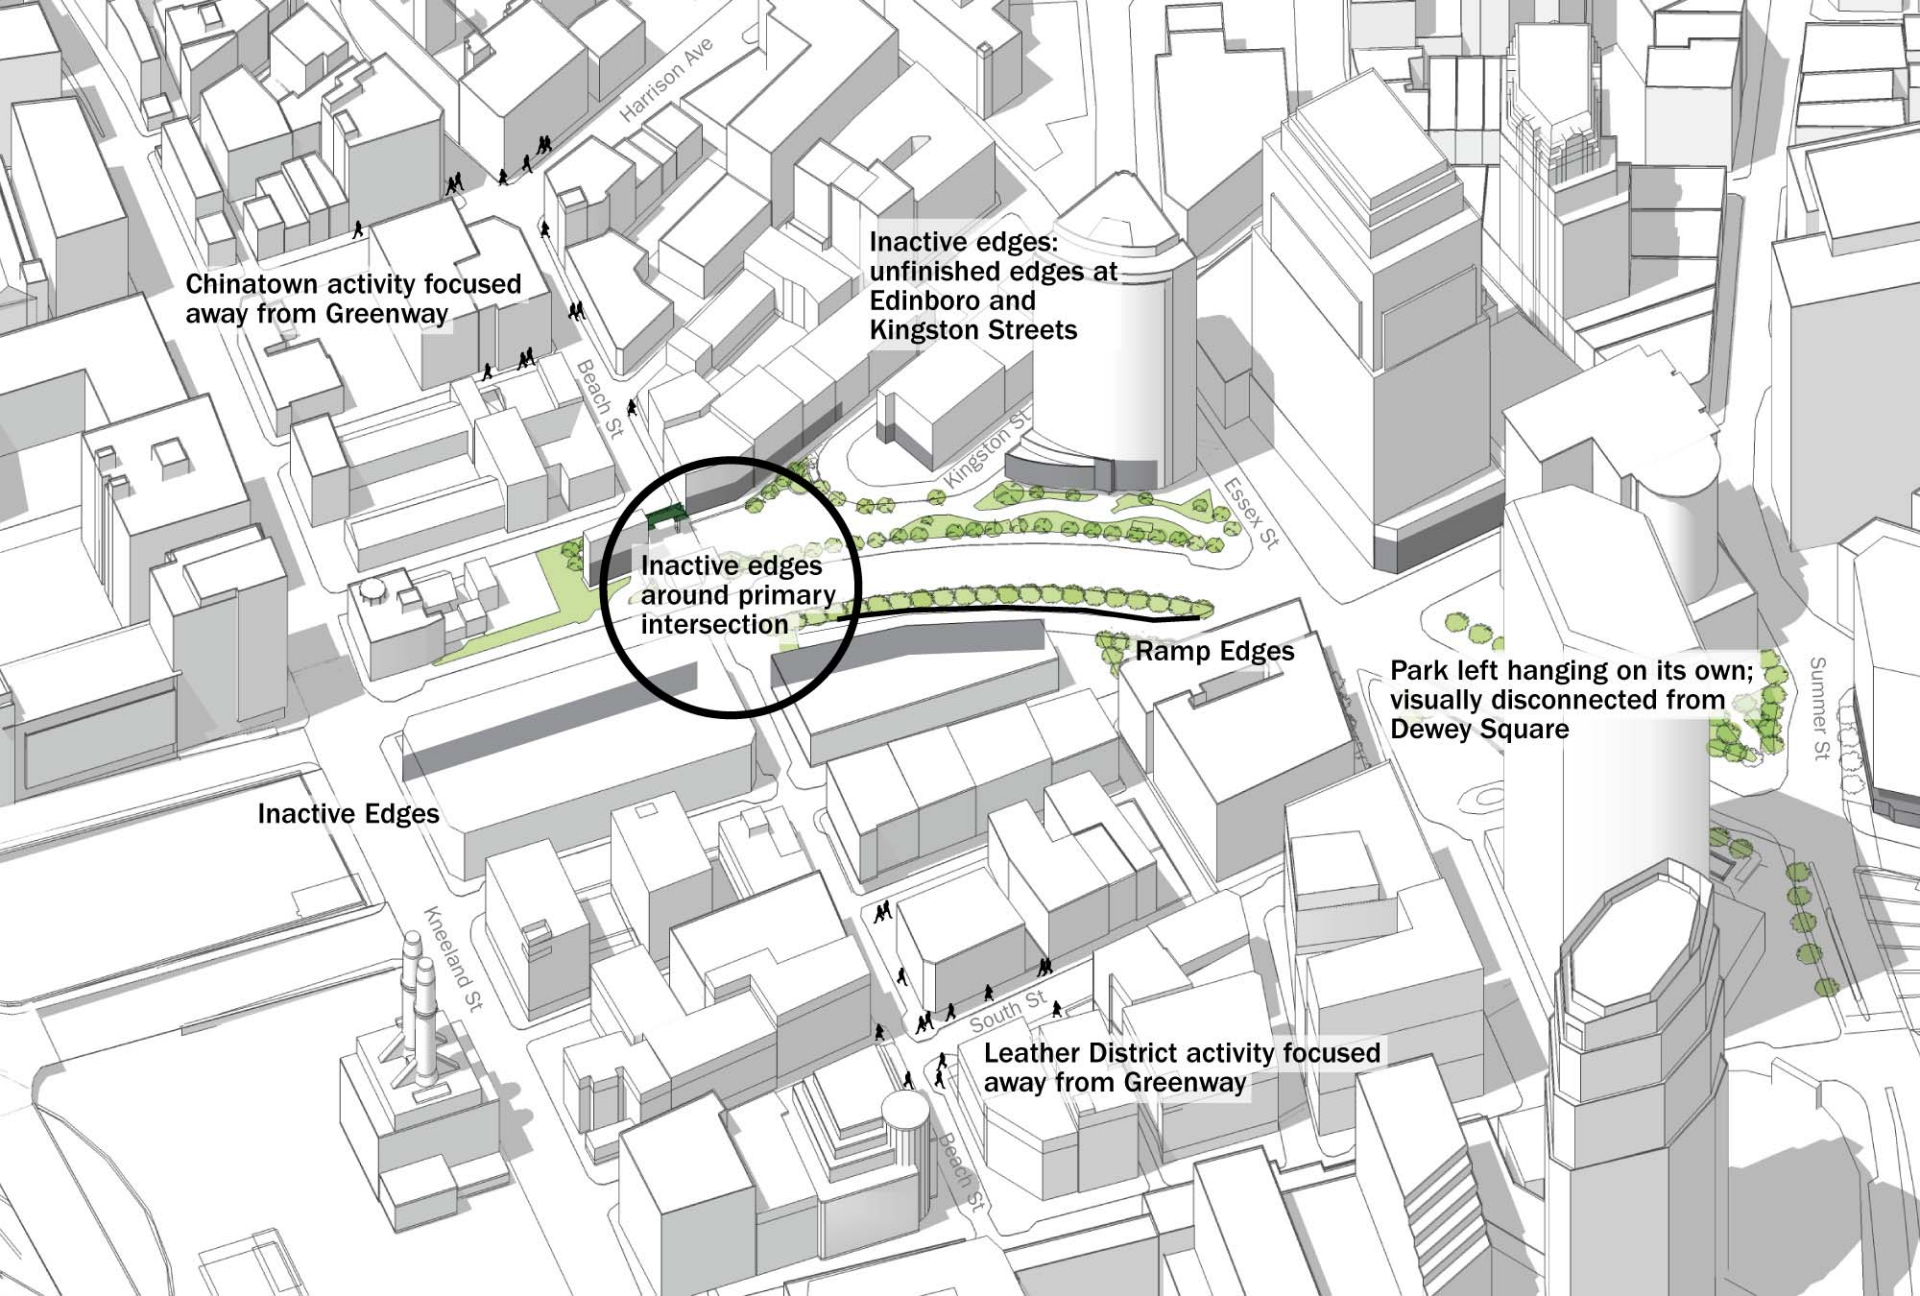 Harrison Ave
Inactive edges:
unfinished edges at
Edinboro and
Kingston Streets
Chinatown activity focused
away from Greenway
Beach St
Kingston St
Essex St
Inactive edges
around primary
intersection
Ramp Edges
Park left hanging on its own;
visually disconnected from
Dewey Square
Summer St
Inactive Edges
Kneeland St
South St
Leather District activity focused
away from Greenway
Beach St